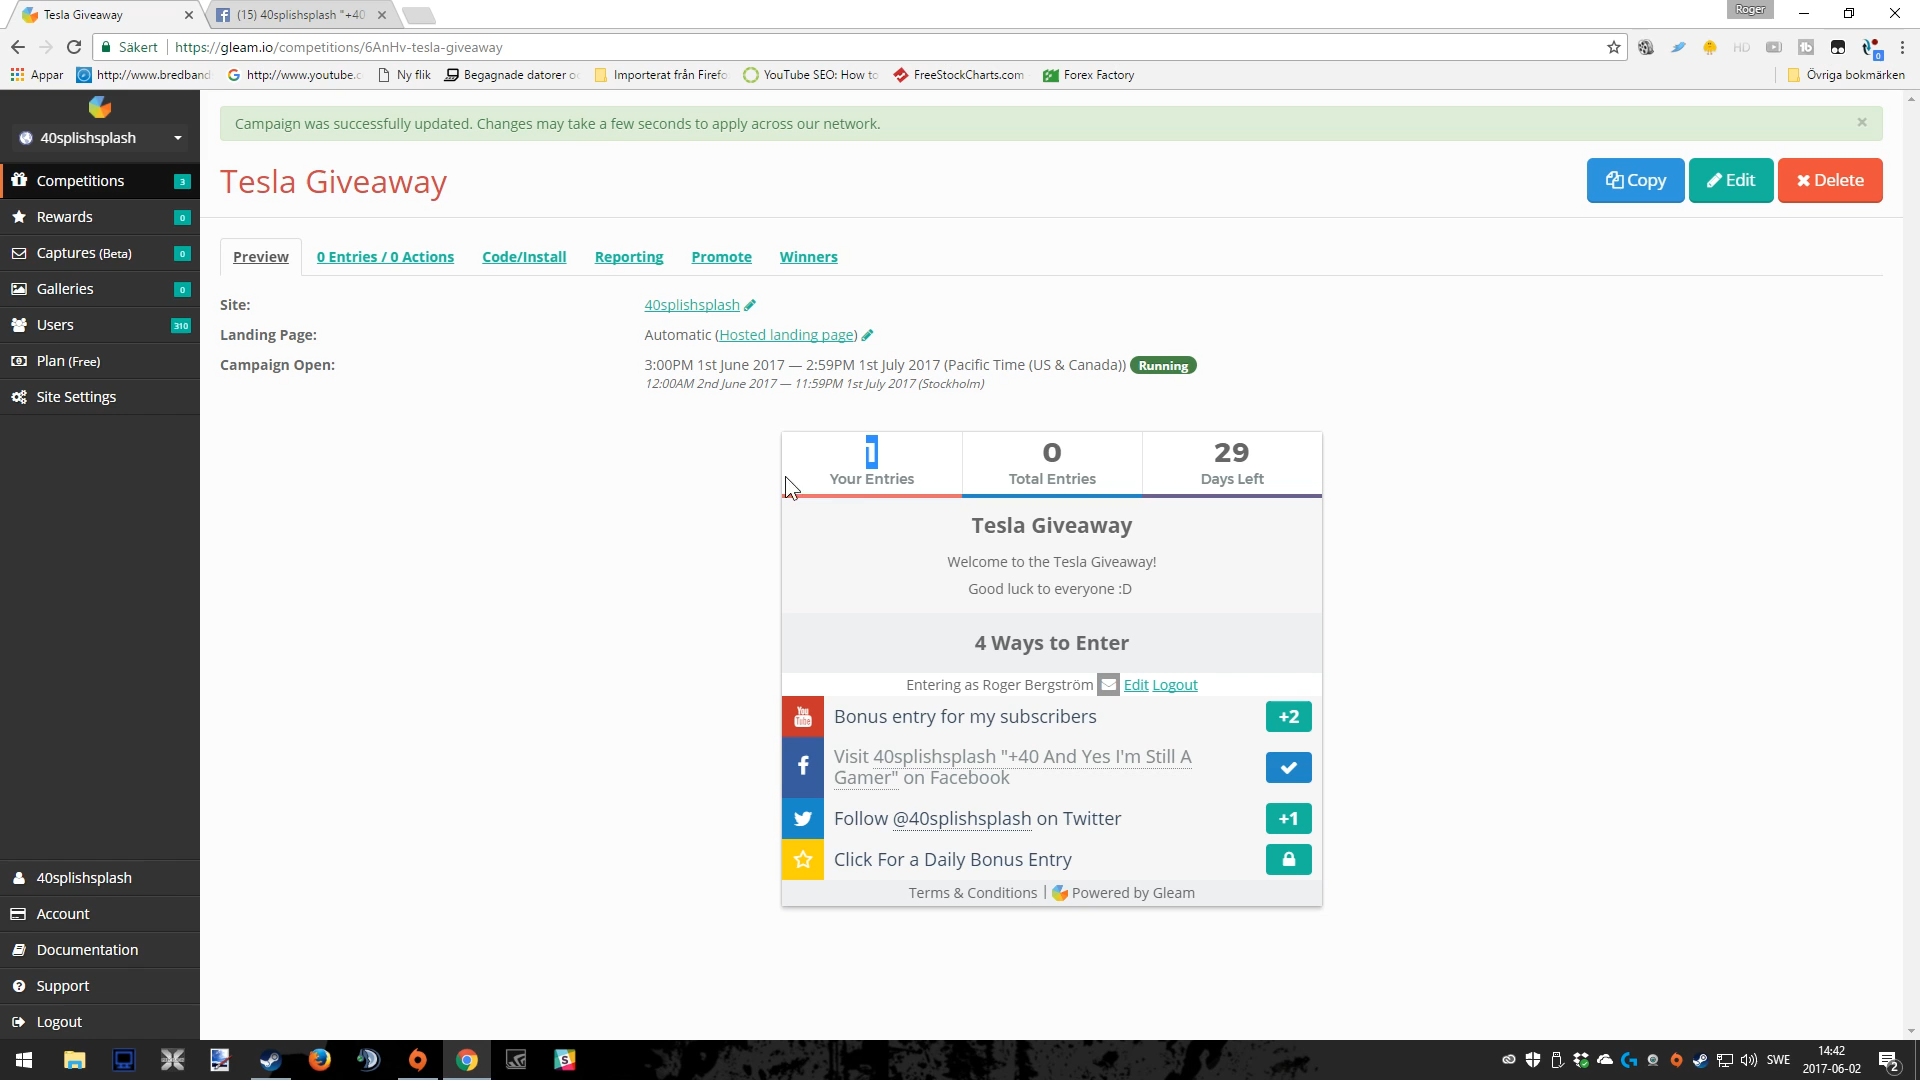 Tesla Giveaway
(15) 40splishsplash "+40
Roger
Säkert
https://gleam.io/competitions/6AnHv-tesla-giveaway
Appar
http://www.bredband
http://www.youtube.c
Ny flik
Begagnade datorer o
Importerat från Firefo
YouTube SEO: How to
FreeStockCharts.com
Forex Factory
Övriga bokmärken
40splishsplash
Competitions 3
Rewards 0
Captures (Beta) 0
Galleries 0
Users 310
Plan (Free)
Site Settings
Campaign was successfully updated. Changes may take a few seconds to apply across our network.
Tesla Giveaway
Copy
Edit
Delete
Preview
0 Entries / 0 Actions
Code/Install
Reporting
Promote
Winners
Site: 40splishsplash
Landing Page: Automatic (Hosted landing page)
Campaign Open: 3:00PM 1st June 2017 — 2:59PM 1st July 2017 (Pacific Time (US & Canada)) Running
12:00AM 2nd June 2017 — 11:59PM 1st July 2017 (Stockholm)
1 0 29
Your Entries Total Entries Days Left
Tesla Giveaway
Welcome to the Tesla Giveaway!
Good luck to everyone :D
4 Ways to Enter
Entering as Roger Bergström Edit Logout
You Tube
Bonus entry for my subscribers +2
Visit 40splishsplash "+40 And Yes I'm Still A
Gamer" on Facebook
Follow @40splishsplash on Twitter +1
Click For a Daily Bonus Entry
Terms & Conditions | Powered by Gleam
40splishsplash
Account
Documentation
Support
Logout
SWE
14:42
2017-06-02
2